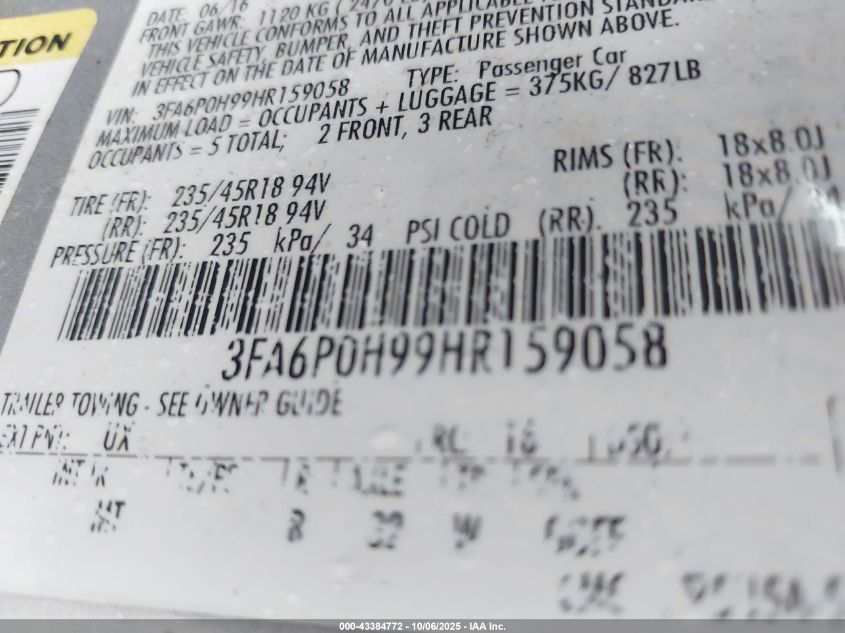 TION
DATE: 06/16
FRONT GAWR: 1120 KG
THIS VEHICLE CONFORMS TO ALL APPLICABLE
VEHICLE SAFETY, BUMPER, AND THEFT PREVENTION
IN EFFECT ON THE DATE OF MANUFACTURE SHOWN ABOVE.
VIN: 3FA6P0H99HR159058 TYPE: Passenger Car
MAXIMUM LOAD = OCCUPANTS + LUGGAGE = 375KG/ 827LB
OCCUPANTS = 5 TOTAL; 2 FRONT, 3 REAR
RIMS (FR): 18x8.0J
TIRE (FR): 235/45R18 94V (RR): 18x8.0J
(RR): 235/45R18 94V
PRESSURE (FR): 235 kPa/ 34 PSI COLD (RR). 235 kPa/
3FA6P0H99HR159058
TRAILER TOWING - SEE OWNER GUIDE
EXT PNT: UX
000-43384772 - 10/06/2025 - IAA Inc.